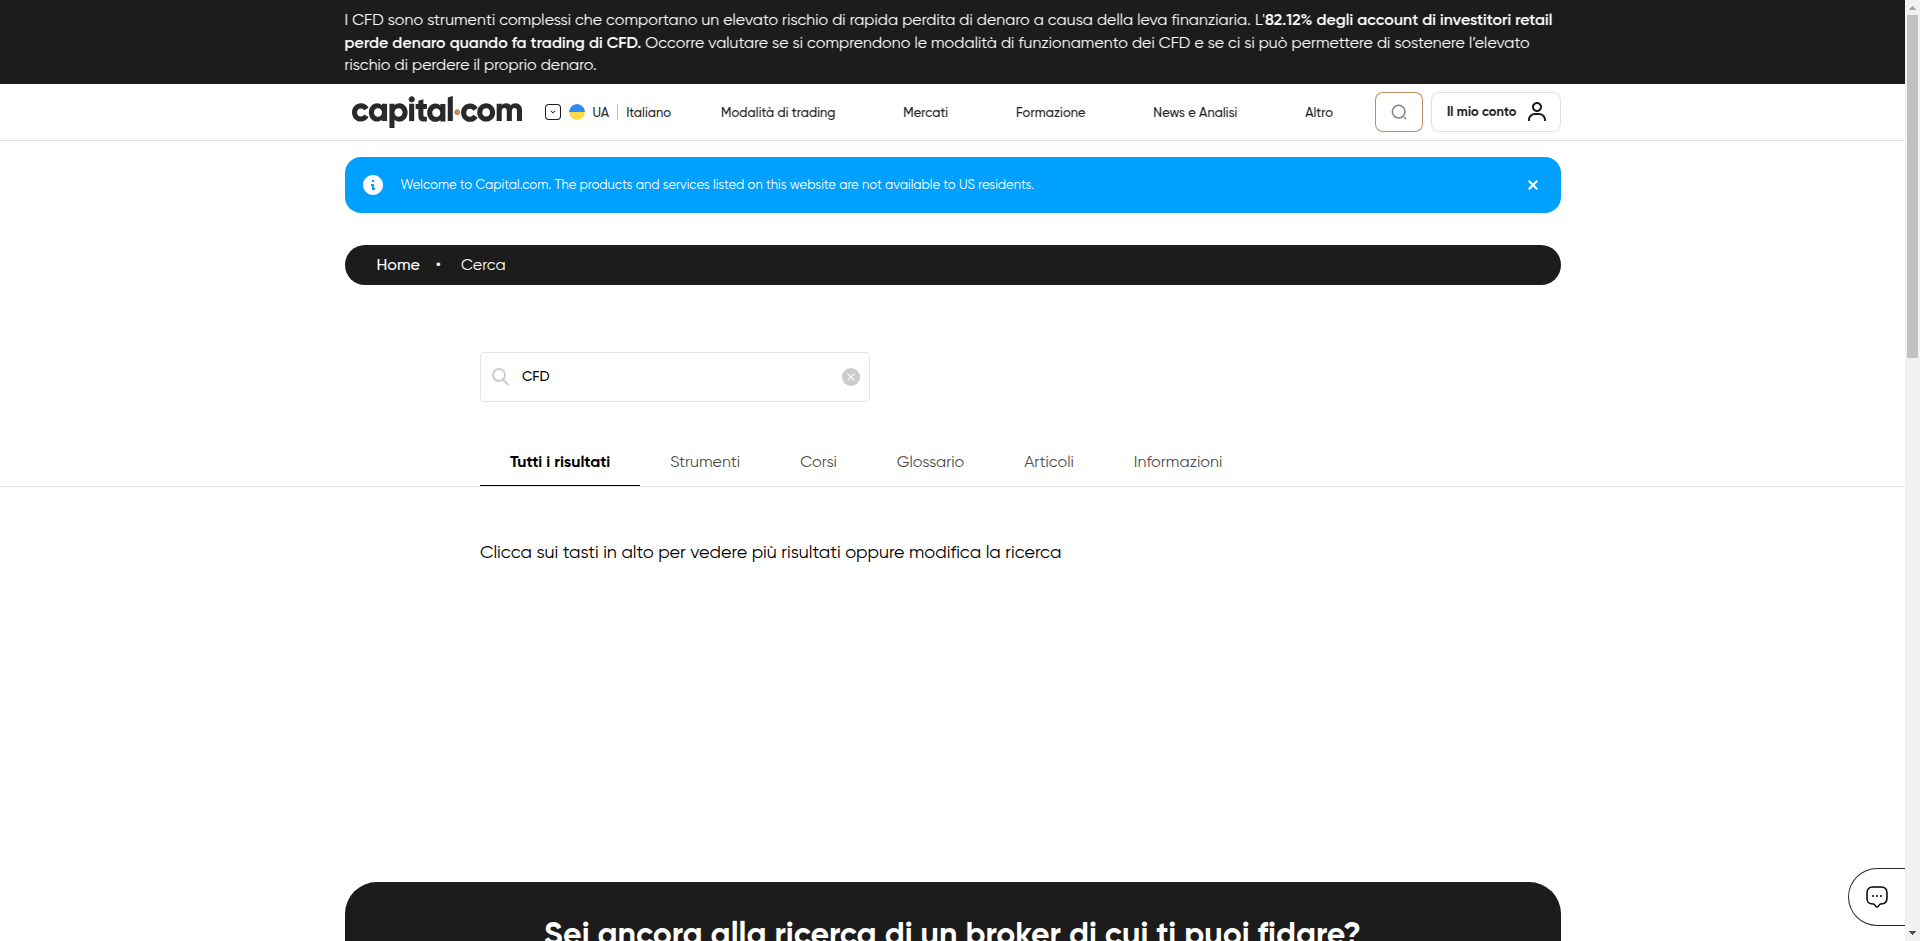 I CFD sono strumenti complessi che comportano un elevato rischio di rapida perdita di denaro a causa della leva finanziaria. L'82.12% degli account di investitori retail
perde denaro quando fa trading di CFD. Occorre valutare se si comprendono le modalità di funzionamento dei CFD e se ci si può permettere di sostenere l’elevato
rischio di perdere il proprio denaro.
capital.com UA Italiano Modalità di trading Mercati Formazione News e Analisi Altro Il mio conto
Welcome to Capital.com. The products and services listed on this website are not available to US residents.
Home • Cerca
CFD
Tutti i risultati Strumenti Corsi Glossario Articoli Informazioni
Clicca sui tasti in alto per vedere più risultati oppure modifica la ricerca
Sei ancora alla ricerca di un broker di cui ti puoi fidare?